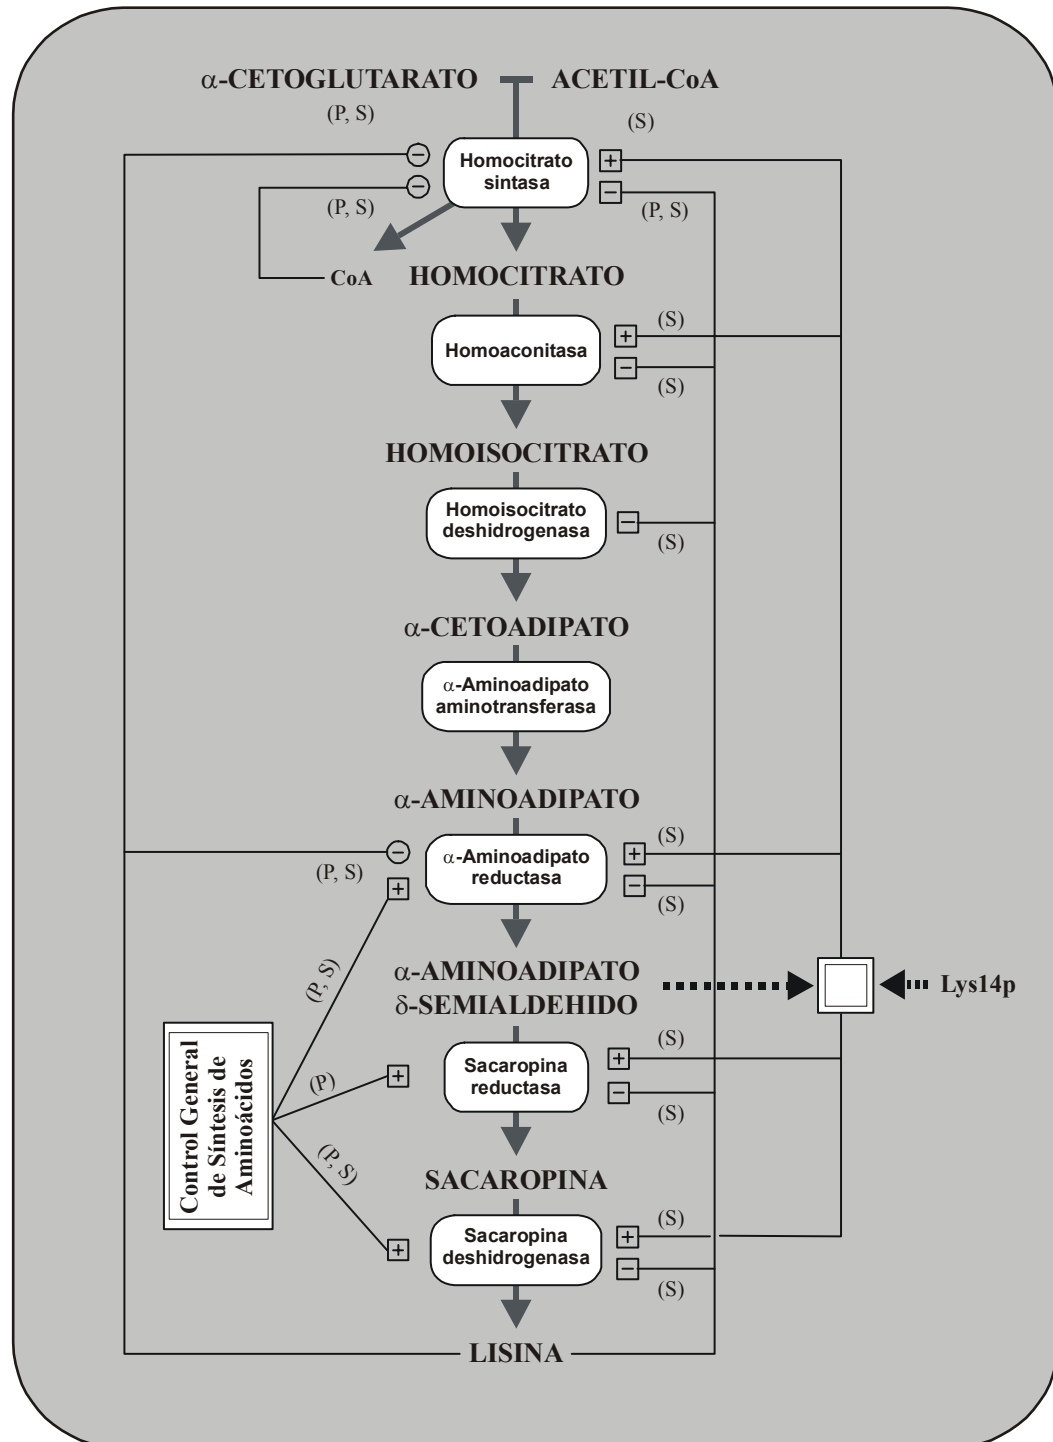 α-CETOGLUTARATO
ACETIL-CoA
(P, S)
(S)
−
+
Homocitrato
sintasa
−
−
(P, S)
(P, S)
CoA
HOMOCITRATO
(S)
+
Homoaconitasa
−
(S)
HOMOISOCITRATO
Homoisocitrato
deshidrogenasa
−
(S)
α-CETOADIPATO
α-Aminoadipato
aminotransferasa
α-AMINOADIPATO
(S)
−
α-Aminoadipato
reductasa
+
(P, S)
+
−
(S)
(P, S)
α-AMINOADIPATO
δ-SEMIALDEHIDO
Lys14p
Control General
de Síntesis de
Aminoácidos
(S)
+
(P)
+
Sacaropina
reductasa
−
(S)
(P, S)
SACAROPINA
(S)
+
Sacaropina
deshidrogenasa
+
−
(S)
LISINA